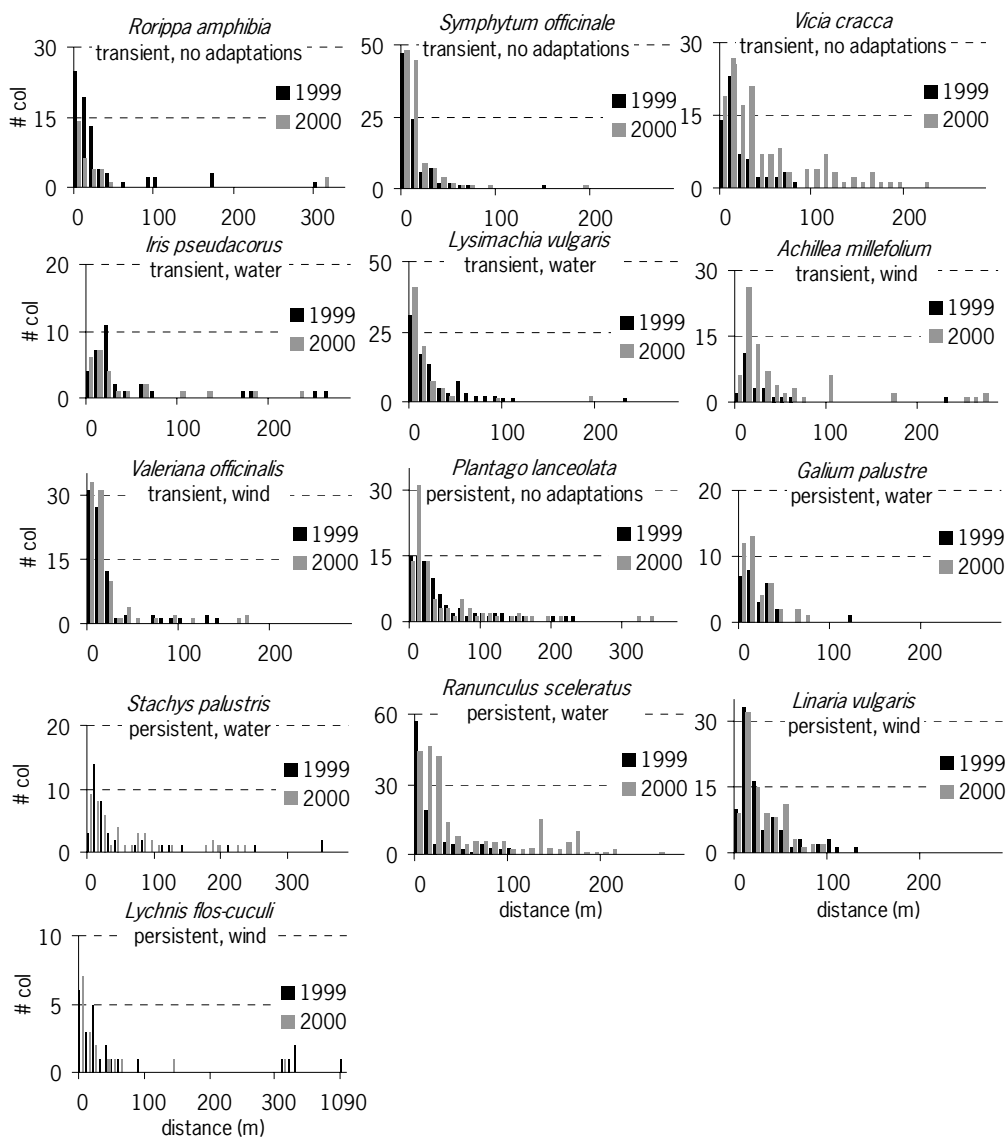 Rorippa amphibia
transient, no adaptations
30
15
0
# col
1999
2000
0 100 200 300
Symphytum officinale
transient, no adaptations
50
25
0
1999
2000
0 100 200
Vicia cracca
transient, no adaptations
30
15
0
1999
2000
0 100 200
Iris pseudacorus
transient, water
20
10
0
# col
1999
2000
0 100 200
Lysimachia vulgaris
transient, water
50
25
0
1999
2000
0 100 200
Achillea millefolium
transient, wind
30
15
0
1999
2000
0 100 200
Valeriana officinalis
transient, wind
30
15
0
# col
1999
2000
0 100 200
Plantago lanceolata
persistent, no adaptations
30
15
0
1999
2000
0 100 200 300
Galium palustre
persistent, water
20
10
0
1999
2000
0 100 200
Stachys palustris
persistent, water
20
10
0
# col
1999
2000
0 100 200 300
Ranunculus sceleratus
persistent, water
60
30
0
1999
2000
0 100 200
distance (m)
Linaria vulgaris
persistent, wind
30
15
0
1999
2000
0 100 200
distance (m)
Lychnis flos-cuculi
persistent, wind
10
5
0
# col
1999
2000
0 100 200 300 1090
distance (m)